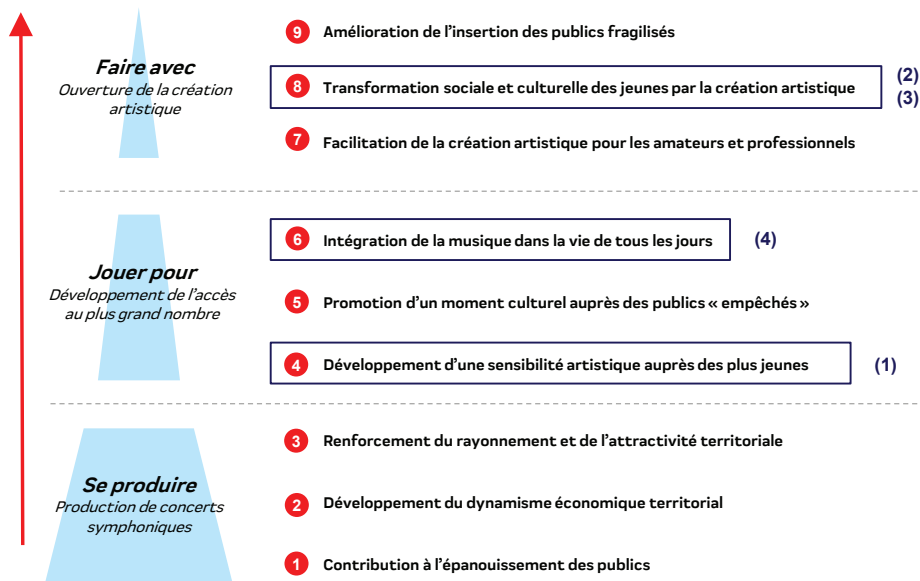 9 Amélioration de l'insertion des publics fragilisés
Faire avec
Ouverture de la création
artistique
8 Transformation sociale et culturelle des jeunes par la création artistique
(2)
(3)
7 Facilitation de la création artistique pour les amateurs et professionnels
6 Intégration de la musique dans la vie de tous les jours
(4)
Jouer pour
Développement de l'accès
au plus grand nombre
5 Promotion d'un moment culturel auprès des publics « empêchés »
4 Développement d'une sensibilité artistique auprès des plus jeunes
(1)
3 Renforcement du rayonnement et de l'attractivité territoriale
Se produire
Production de concerts
symphoniques
2 Développement du dynamisme économique territorial
1 Contribution à l'épanouissement des publics